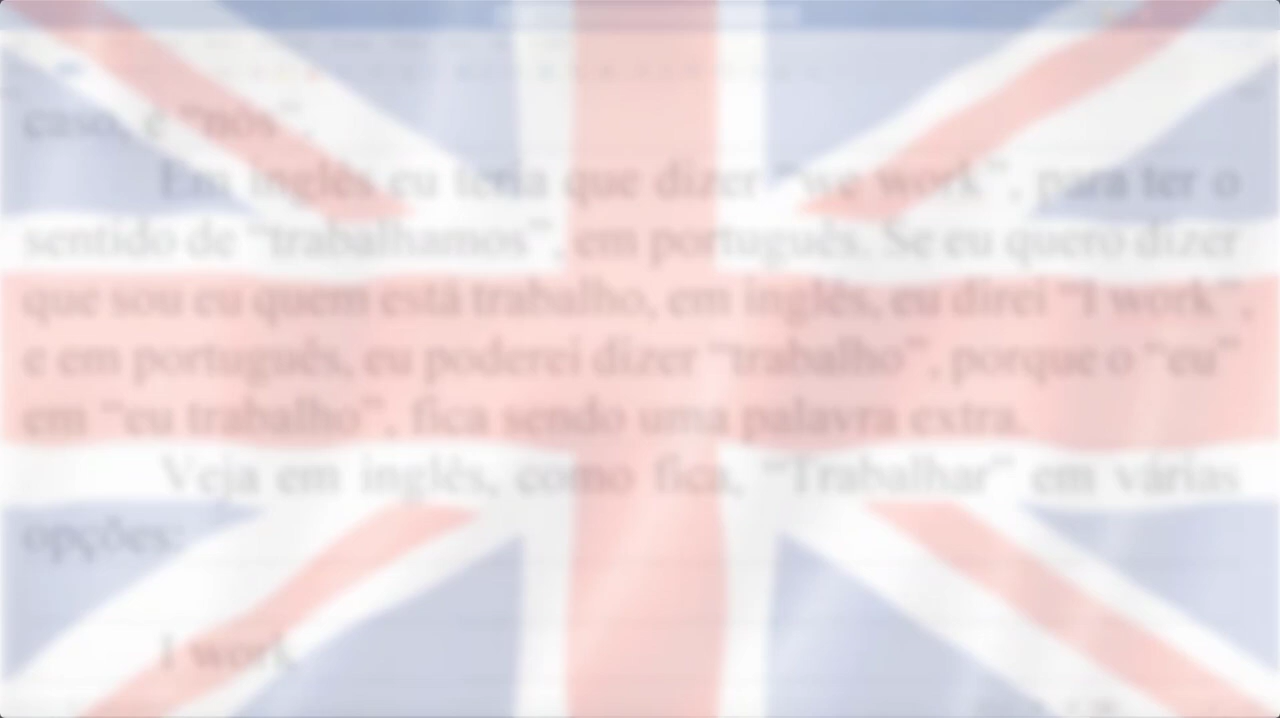 caso, é “nós”.
Em inglês eu teria que dizer “we work”, para ter o
sentido de “trabalhamos”, em português. Se eu quero dizer
que sou eu quem está trabalho, em inglês, eu direi “I work”,
e em português, eu poderei dizer “trabalho”, porque o “eu”
em “eu trabalho”, fica sendo uma palavra extra.
Veja em inglês, como fica, “Trabalhar” em várias
opções:
I work